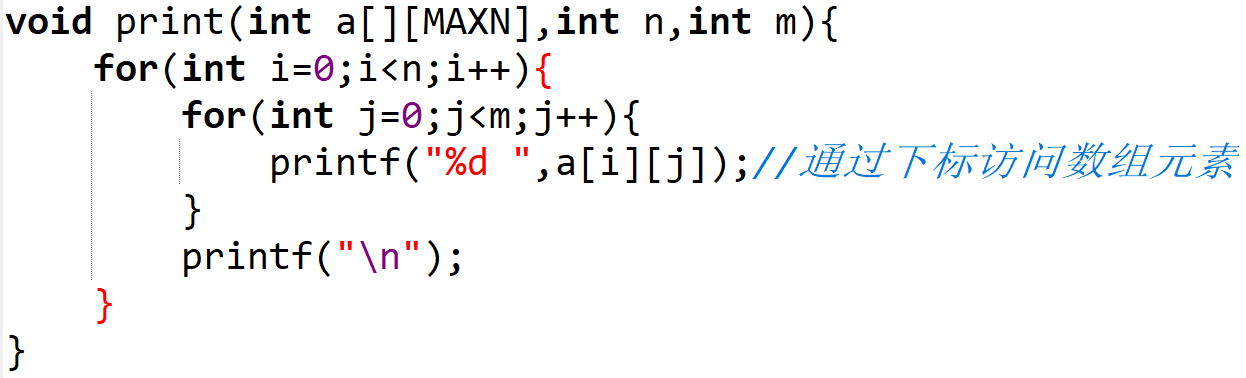 void print(int a[][MAXN],int n,int m){
    for(int i=0;i<n;i++){
        for(int j=0;j<m;j++){
            printf("%d ",a[i][j]);//通过下标访问数组元素
        }
        printf("\n");
    }
}